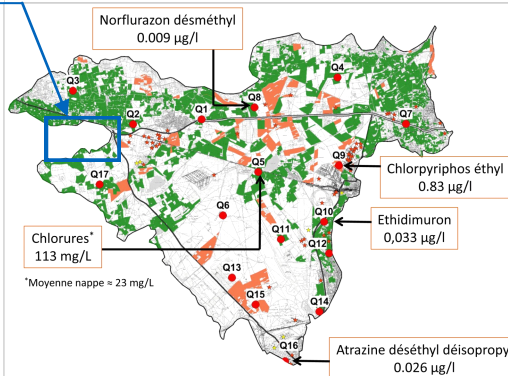 Norflurazon désméthyl
0.009 µg/l
Q3
Q4
Q8
Q2
Q1
Q7
Q5
Q9
Chlorpyriphos éthyl
0.83 µg/l
Q17
Q6
Q10
Ethidimuron
0,033 µg/l
Chlorures*
113 mg/L
Q11
Q12
*Moyenne nappe ≈ 23 mg/L
Q13
Q15
Q14
Q16
Atrazine déséthyl déisopropy
0.026 µg/l